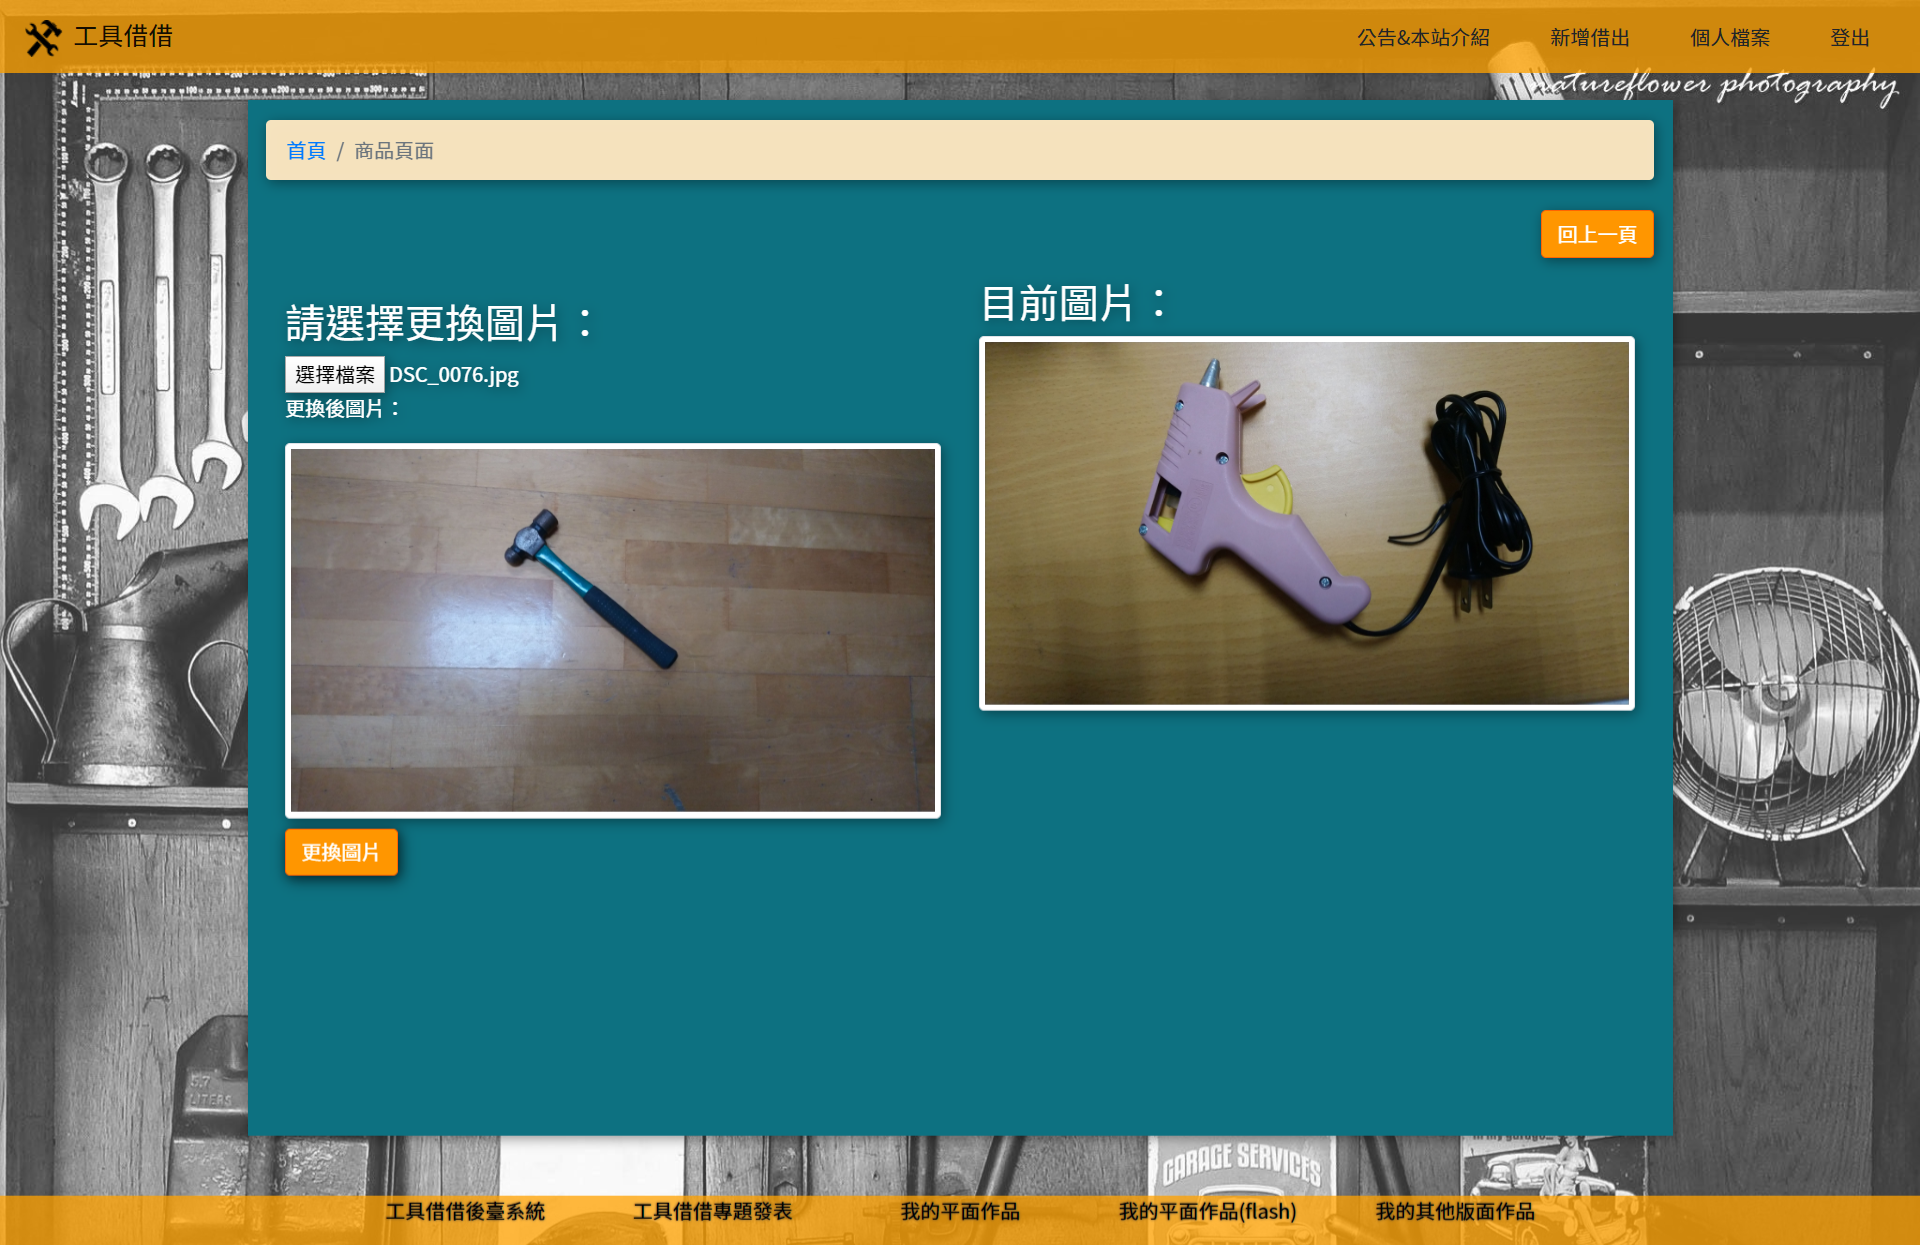 工具借借
公告&本站介紹
新增借出
個人檔案
登出
natureflower photography
首頁 / 商品頁面
回上一頁
請選擇更換圖片：
選擇檔案 DSC_0076.jpg
更換後圖片：
更換圖片
目前圖片：
5.7
LITERS
GARAGE SERVICES
工具借借後臺系統
工具借借專題發表
我的平面作品
我的平面作品(flash)
我的其他版面作品